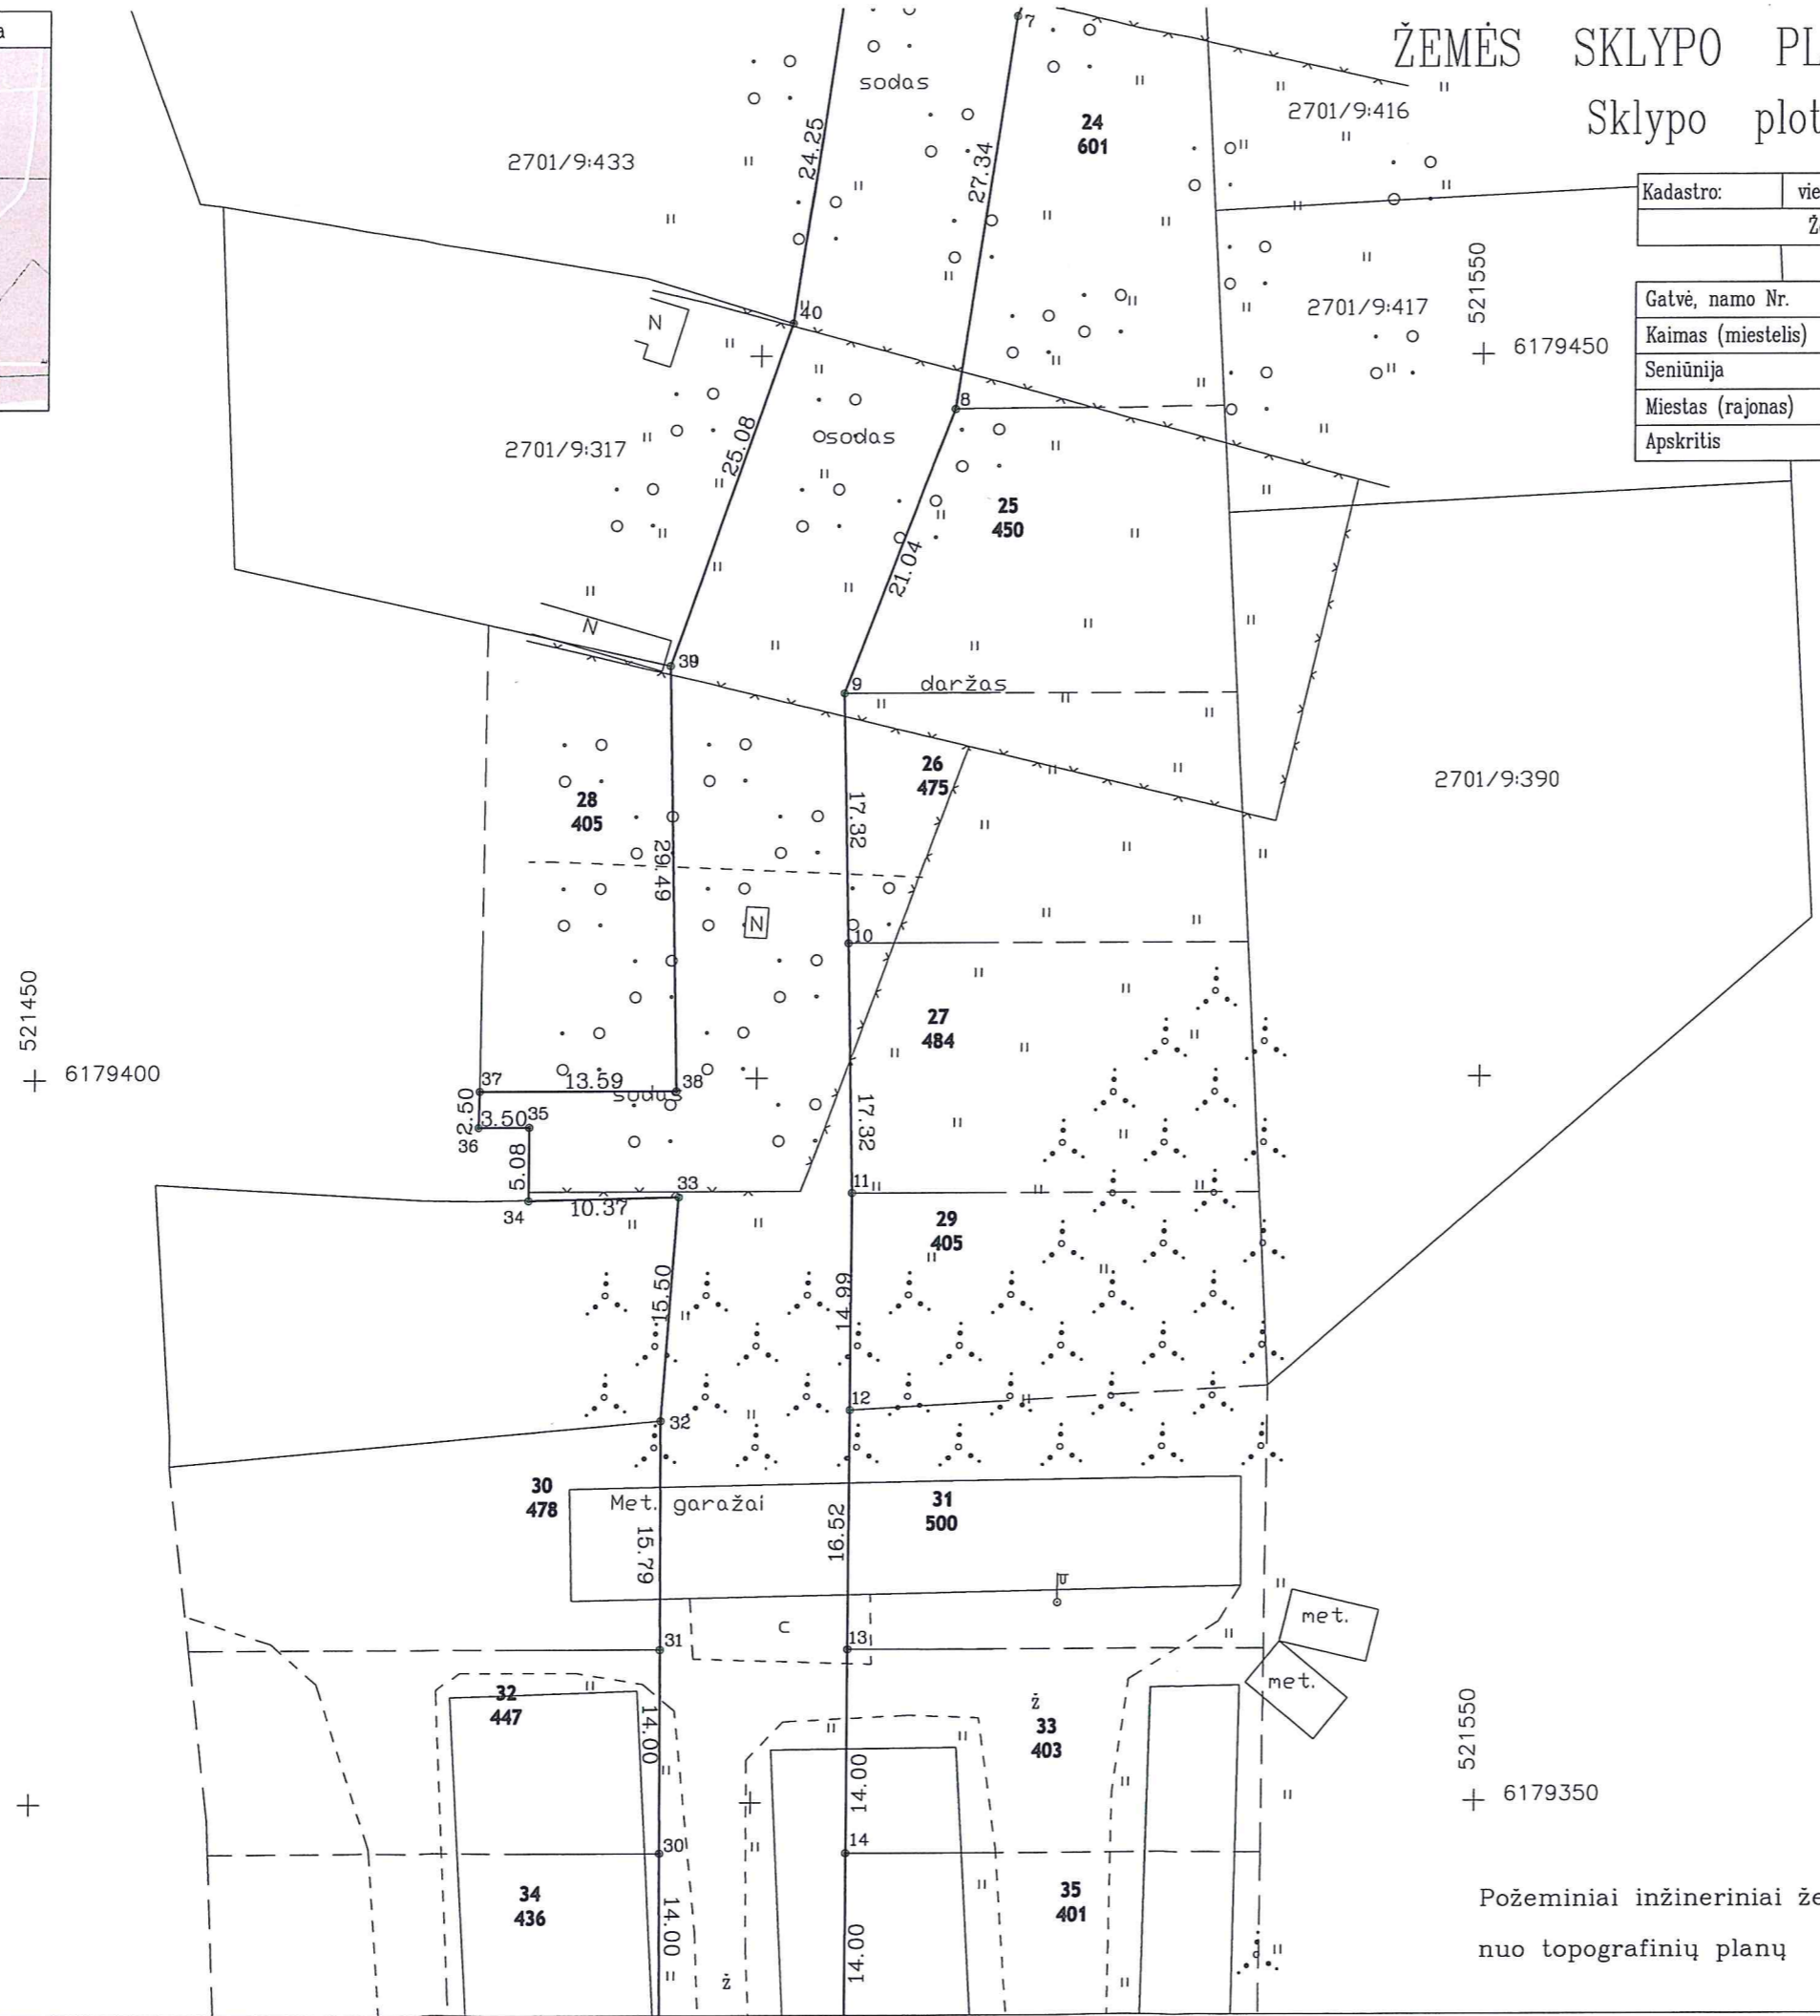 a
ŽEMĖS SKLYPO PL
Sklypo plot
Kadastro: vie
Ž
Gatvė, namo Nr.
Kaimas (miestelis)
Seniūnija
Miestas (rajonas)
Apskritis
7
sodas
24
601
2701/9:416
2701/9:433
24.25
27.34
521550
2701/9:417
6179450
40
N
8
2701/9:317
25.08
sodas
25
450
21.04
N
39
9
daržas
26
475
2701/9:390
28
405
17.32
29.49
N
10
521450
6179400
27
484
37
13.59
38
sodas
2.50
3.50
35
36
17.32
5.08
33
11
34
10.37
29
405
15.50
14.99
12
32
30
478
Met. garažai
31
500
15.79
16.52
met.
C
31
13
met.
32
447
ž
33
403
14.00
14.00
521550
6179350
30
14
34
436
35
401
14.00
14.00
ž
Požeminiai inžineriniai že
nuo topografinių planų